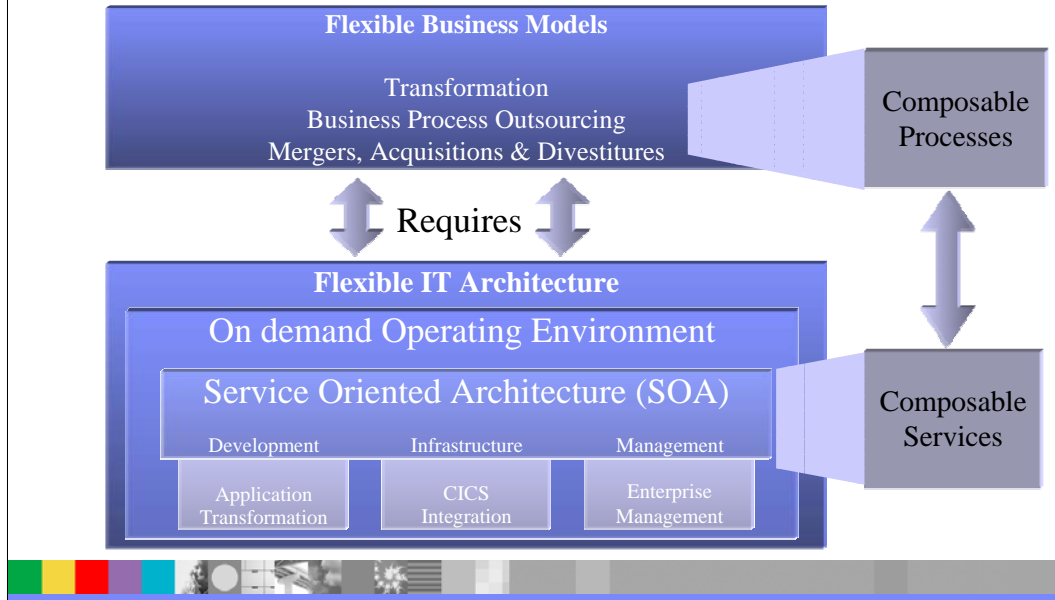 Flexible Business Models
Transformation
Business Process Outsourcing
Mergers, Acquisitions & Divestitures
Composable
Processes
Requires
Flexible IT Architecture
On demand Operating Environment
Service Oriented Architecture (SOA)
Development
Infrastructure
Management
Application
Transformation
CICS
Integration
Enterprise
Management
Composable
Services